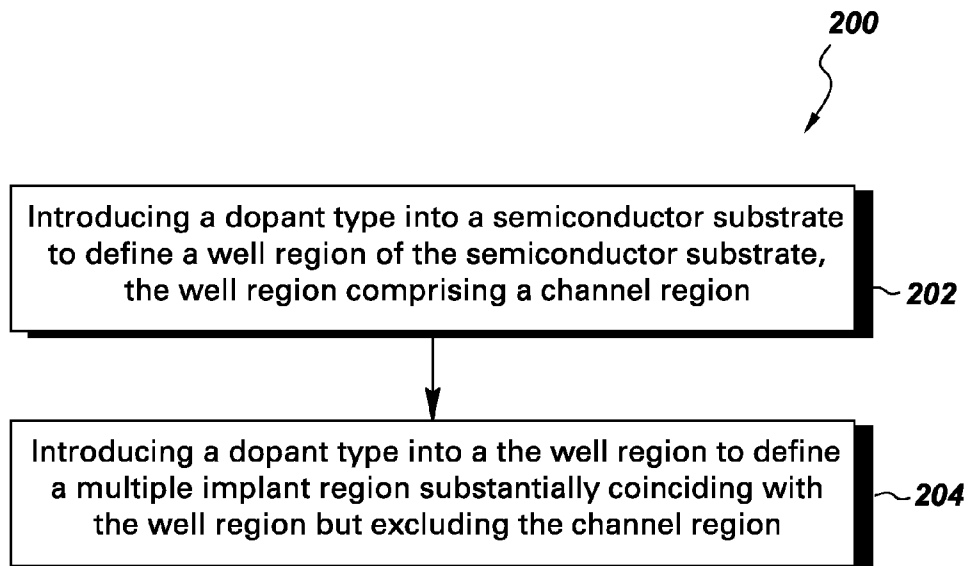 200
Introducing a dopant type into a semiconductor substrate
to define a well region of the semiconductor substrate,
the well region comprising a channel region
202
Introducing a dopant type into a the well region to define
a multiple implant region substantially coinciding with
the well region but excluding the channel region
204